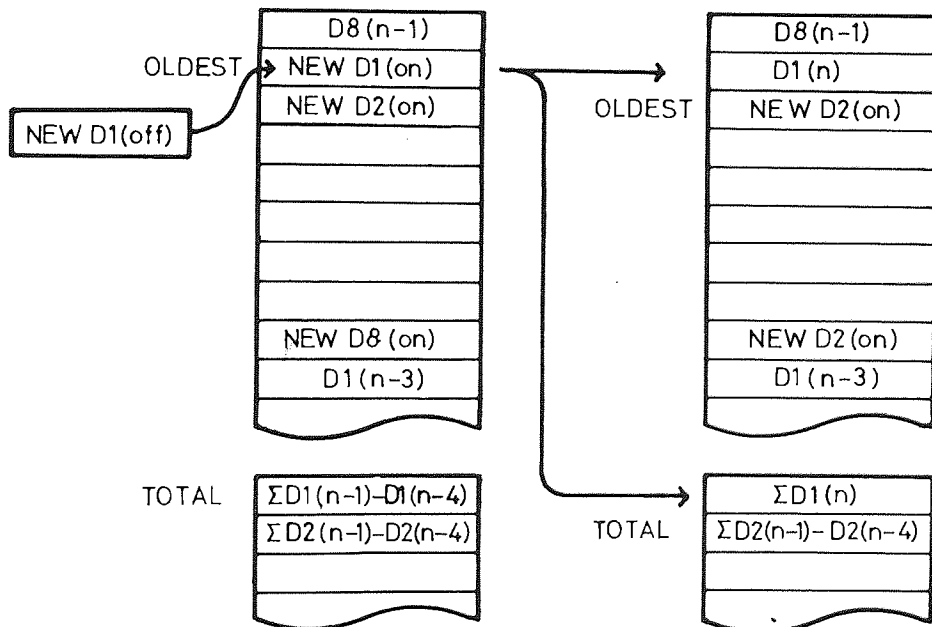 D8(n-1)
OLDEST
NEW D1(on)
NEW D2(on)
NEW D1(off)
NEW D8(on)
D1(n-3)
TOTAL
ΣD1(n-1)-D1(n-4)
ΣD2(n-1)-D2(n-4)
D8(n-1)
D1(n)
OLDEST
NEW D2(on)
NEW D2(on)
D1(n-3)
ΣD1(n)
TOTAL
ΣD2(n-1)-D2(n-4)